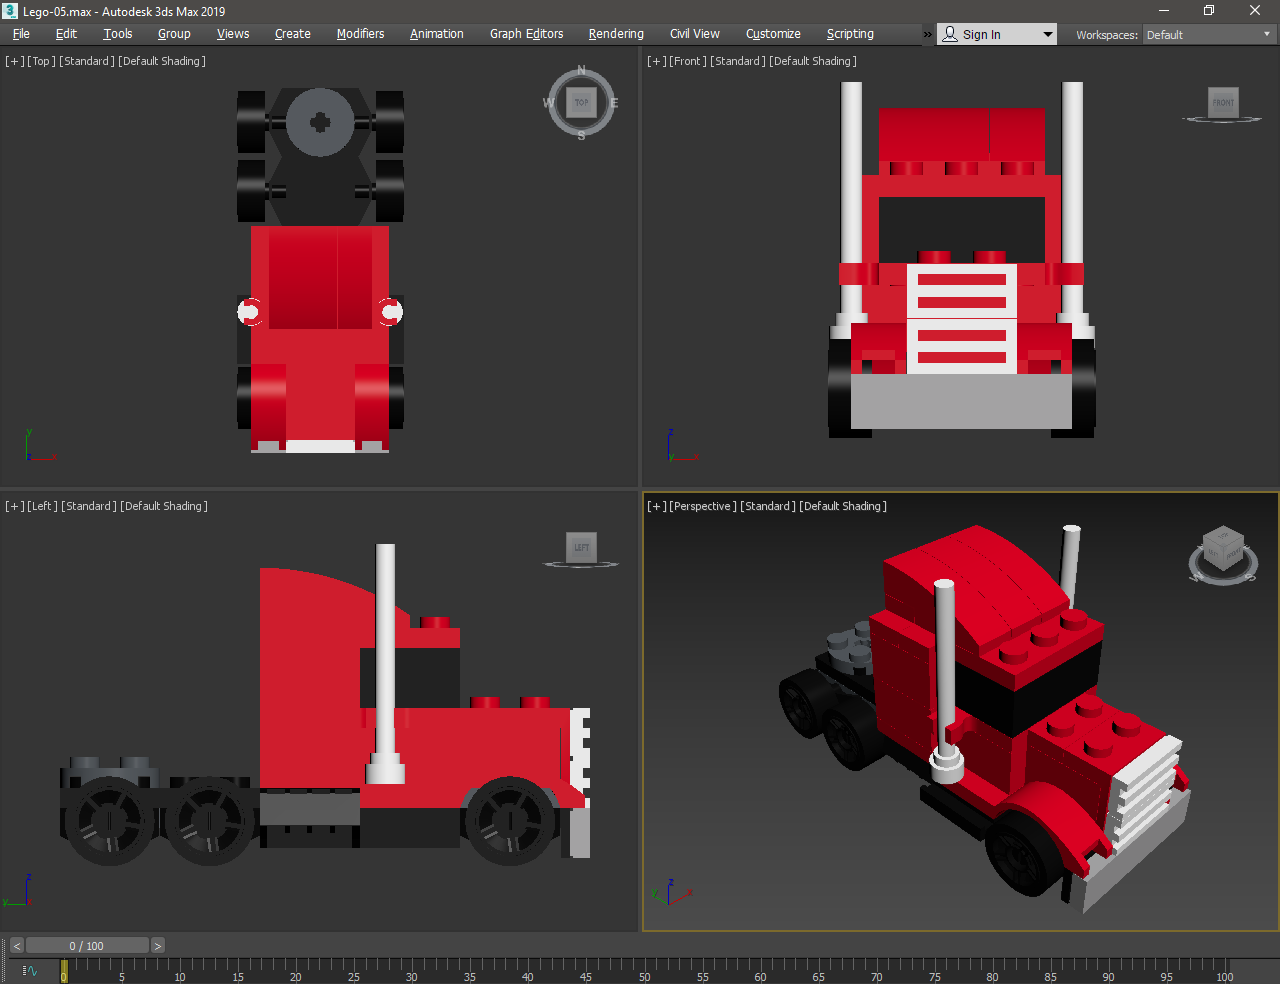 Lego-05.max - Autodesk 3ds Max 2019
File Edit Tools Group Views Create Modifiers Animation Graph Editors Rendering Civil View Customize Scripting » Sign In Workspaces: Default
[+] [Top] [Standard] [Default Shading]
N
W TOP E
S
y
z x
[+] [Front] [Standard] [Default Shading]
FRONT
z
y x
[+] [Left] [Standard] [Default Shading]
LEFT
z
y
[+] [Perspective] [Standard] [Default Shading]
W S
z
y x
< 0 / 100 >
0 5 10 15 20 25 30 35 40 45 50 55 60 65 70 75 80 85 90 95 100